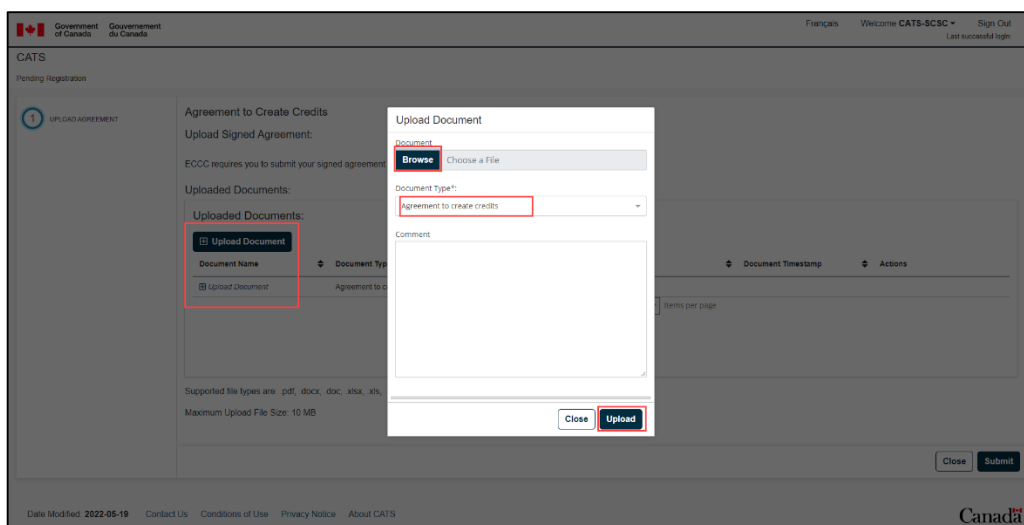 Government of Canada
Gouvernement du Canada
Français
Welcome CATS-SCSC
Sign Out
Last successful login:
CATS
Pending Registration
1 UPLOAD AGREEMENT
Agreement to Create Credits
Upload Signed Agreement:
ECCC requires you to submit your signed agreement
Uploaded Documents:
Uploaded Documents:
Upload Document
Document Name
Document Typ
Document Timestamp
Actions
Upload Document
Agreement to c
Items per page
Supported file types are: .pdf, .docx, .doc, .xlsx, .xls,
Maximum Upload File Size: 10 MB
Upload Document
Document
Browse
Choose a File
Document Type*:
Agreement to create credits
Comment
Close
Upload
Close
Submit
Date Modified: 2022-05-19
Contact Us
Conditions of Use
Privacy Notice
About CATS
Canada